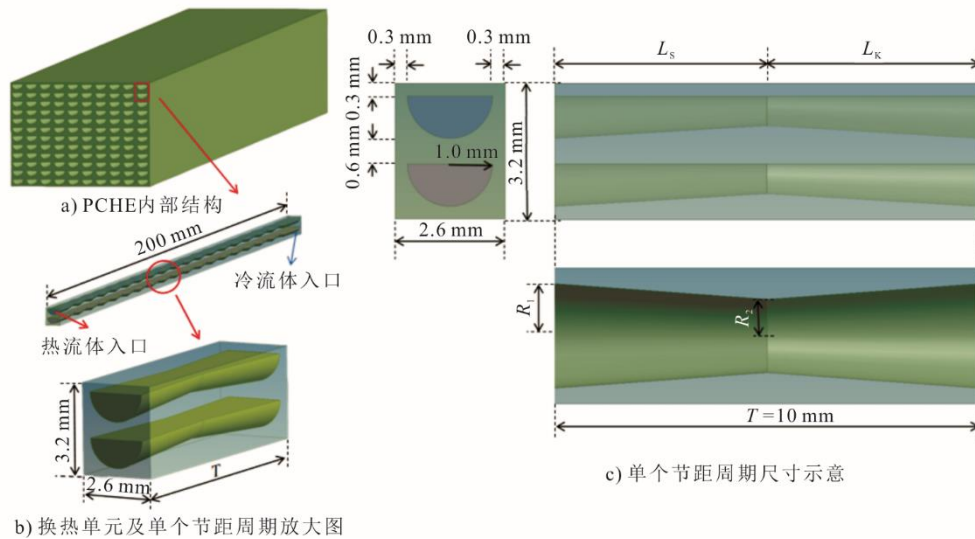 a) PCHE内部结构
200 mm
冷流体入口
热流体入口
3.2 mm
2.6 mm
T
b) 换热单元及单个节距周期放大图
0.3 mm
0.3 mm
0.3 mm
0.6 mm
1.0 mm
3.2 mm
2.6 mm
L_S
L_K
R_1
R_2
T=10 mm
c) 单个节距周期尺寸示意